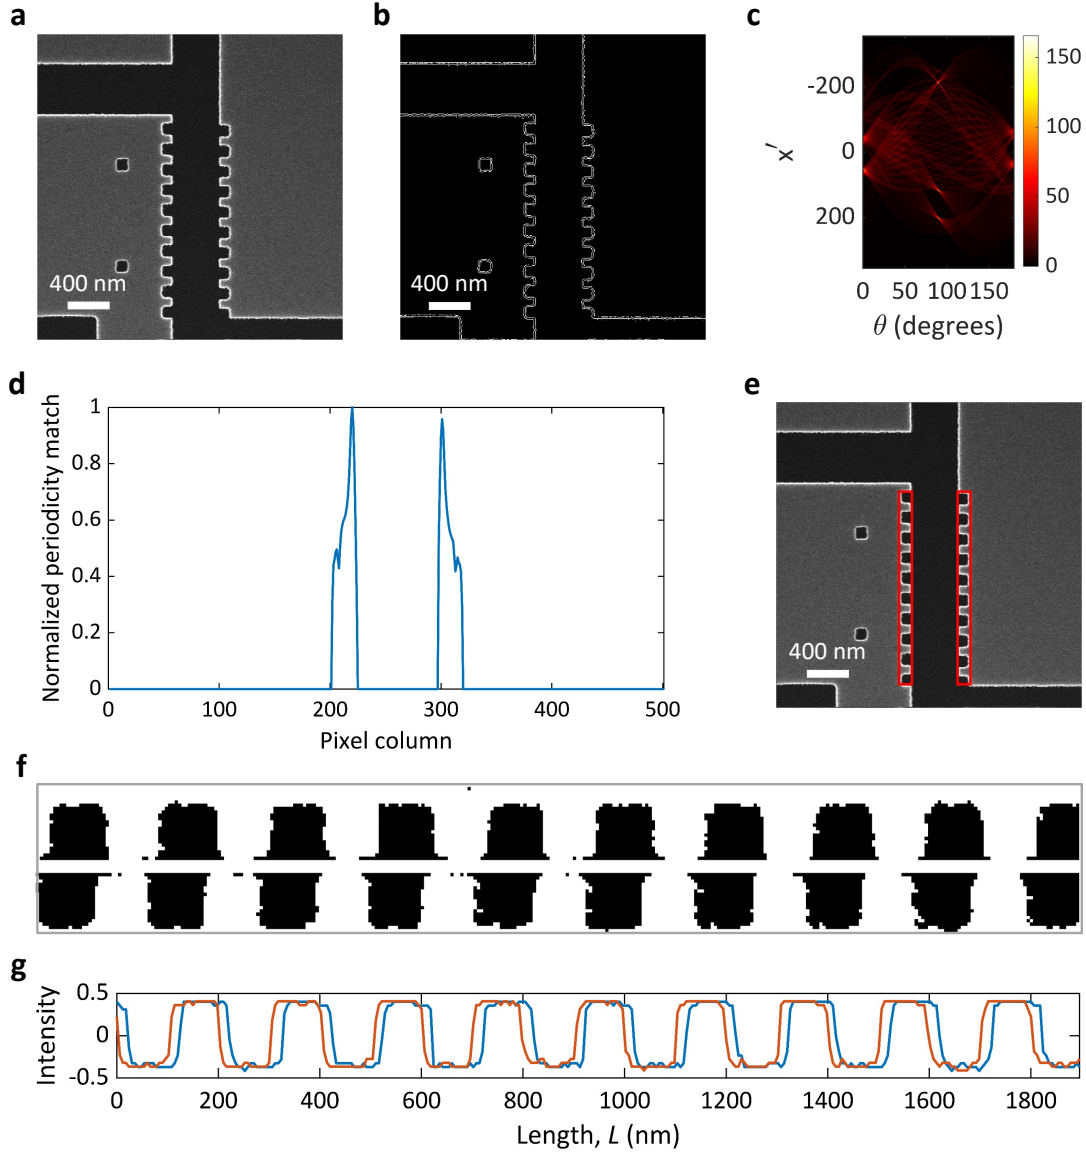 a
b
c
400 nm
400 nm
-200
0
200
x′
0 50 100 150
θ (degrees)
150
100
50
0
d
Normalized periodicity match
1
0.8
0.6
0.4
0.2
0
0 100 200 300 400 500
Pixel column
e
400 nm
f
g
Intensity
0.5
0
-0.5
0 200 400 600 800 1000 1200 1400 1600 1800
Length, L (nm)